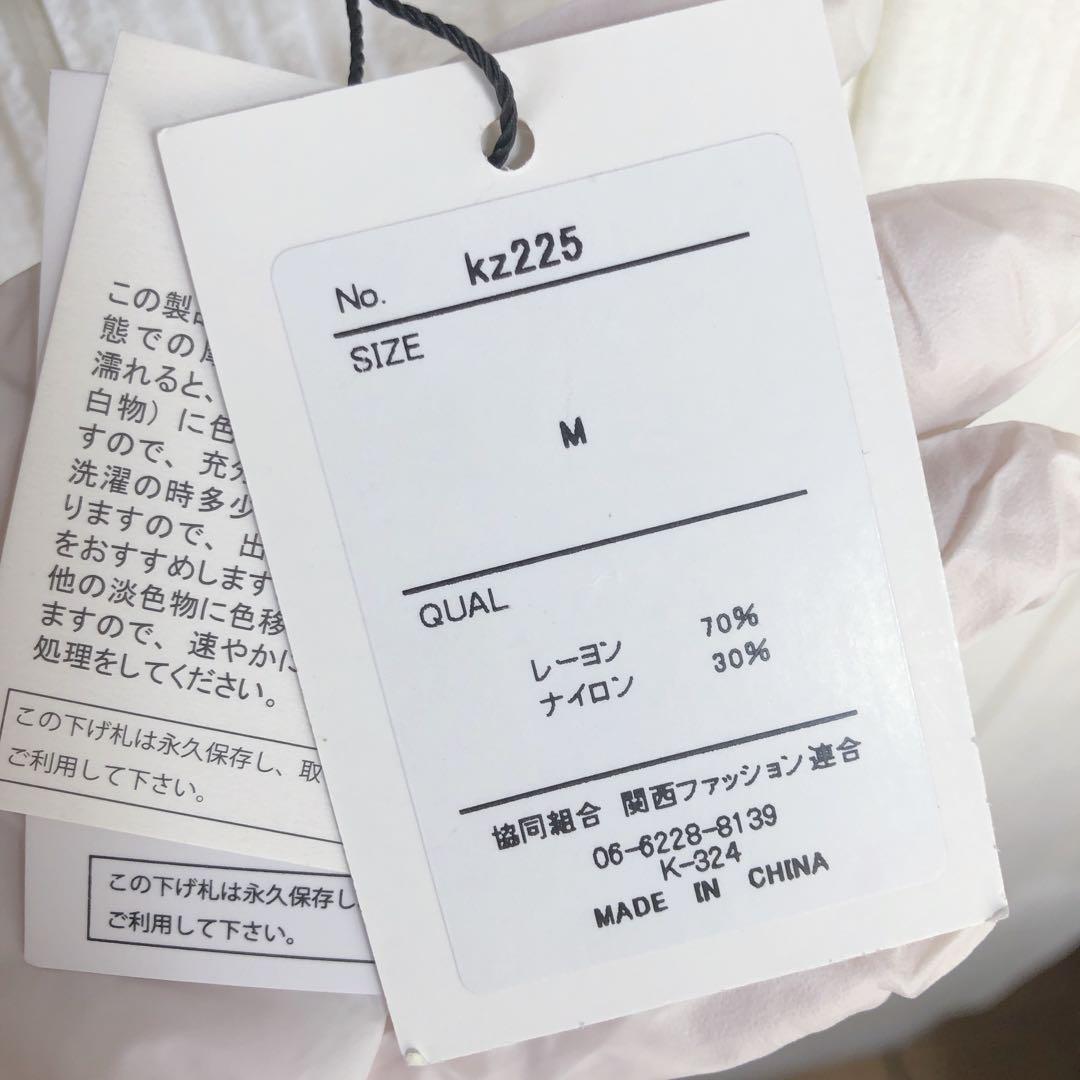 No. kz225
SIZE
M
QUAL
レーヨン 70%
ナイロン 30%
協同組合 関西ファッション連合
06-6228-8139
K-324
MADE IN CHINA
この製品
態での
濡れると、
白物）に色
すので、充分
洗濯の時多少
りますので、出
をおすすめします
他の淡色物に色移
ますので、速やかに
処理をしてください。
この下げ札は永久保存し、取
ご利用して下さい。
この下げ札は永久保存し、
ご利用して下さい。